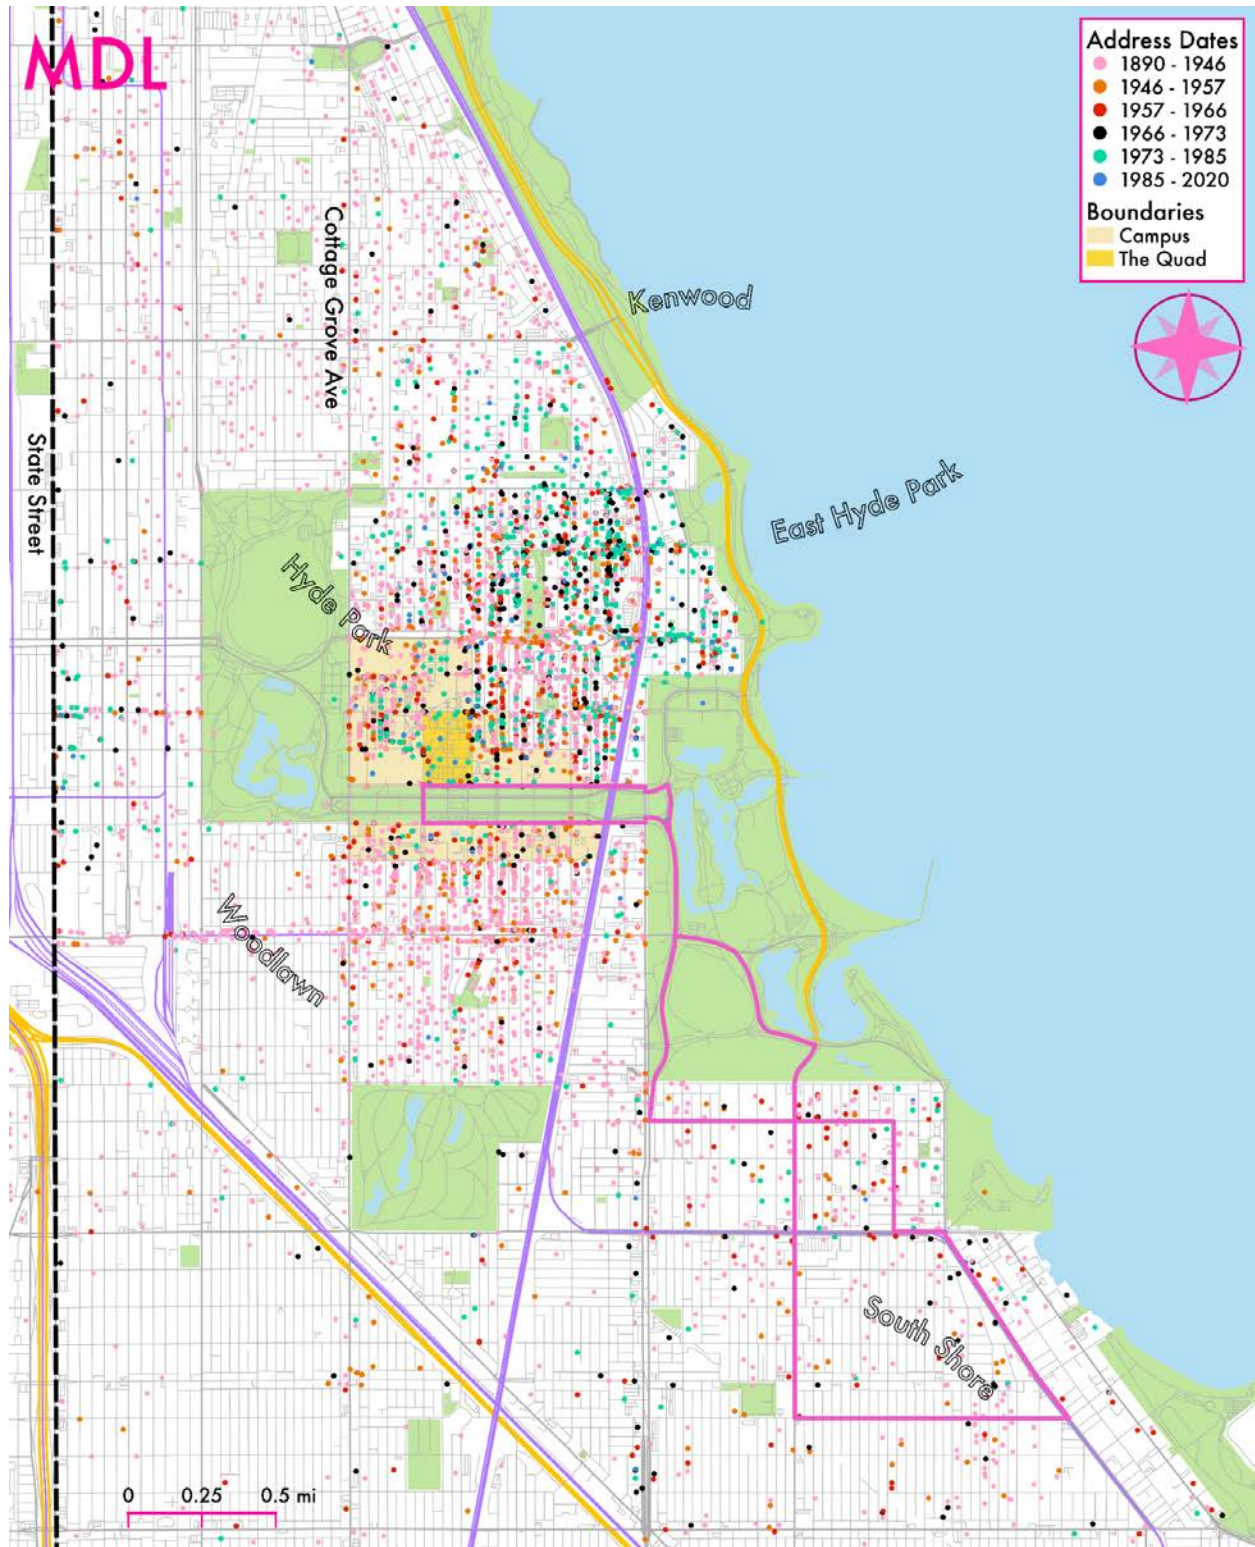 MDL
Address Dates
1890 - 1946
1946 - 1957
1957 - 1966
1966 - 1973
1973 - 1985
1985 - 2020
Boundaries
Campus
The Quad
Cottage Grove Ave
Kenwood
State Street
East Hyde Park
Hyde Park
Woodlawn
South Shore
0 0.25 0.5 mi